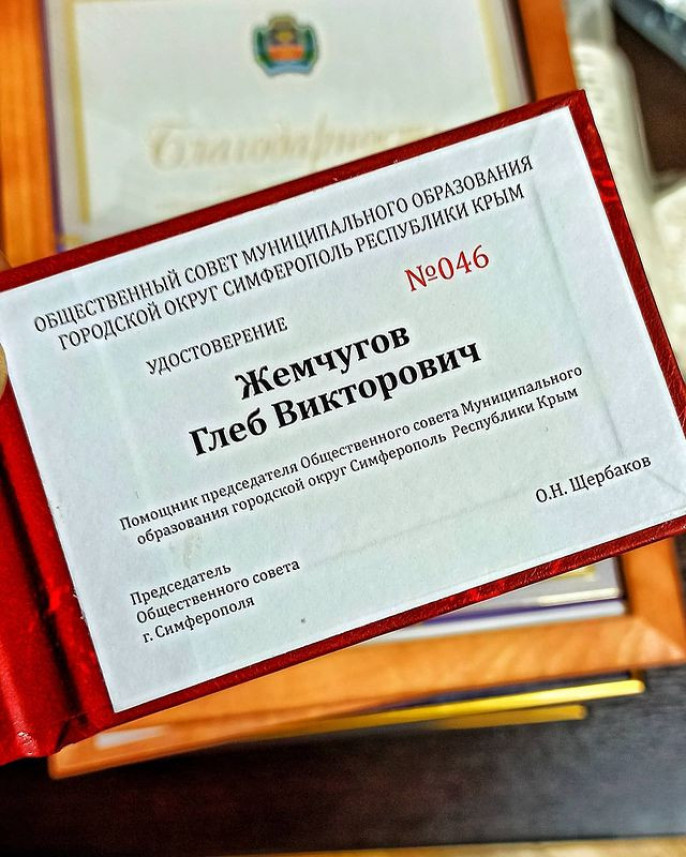 Благодарность
ОБЩЕСТВЕННЫЙ СОВЕТ МУНИЦИПАЛЬНОГО ОБРАЗОВАНИЯ
ГОРОДСКОЙ ОКРУГ СИМФЕРОПОЛЬ РЕСПУБЛИКИ КРЫМ
№046
УДОСТОВЕРЕНИЕ
Жемчугов
Глеб Викторович
Помощник председателя Общественного совета Муниципального
образования городской округ Симферополь Республики Крым
О.Н. Щербаков
Председатель
Общественного совета
г. Симферополя